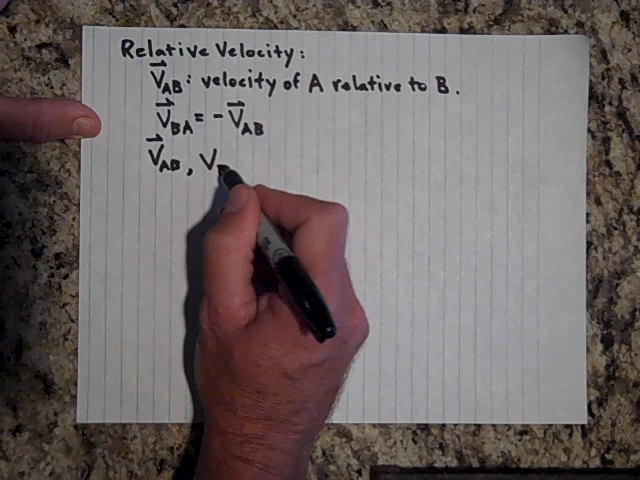 Relative Velocity:
V⃗AB: velocity of A relative to B.
V⃗BA = - V⃗AB
V⃗AB, V